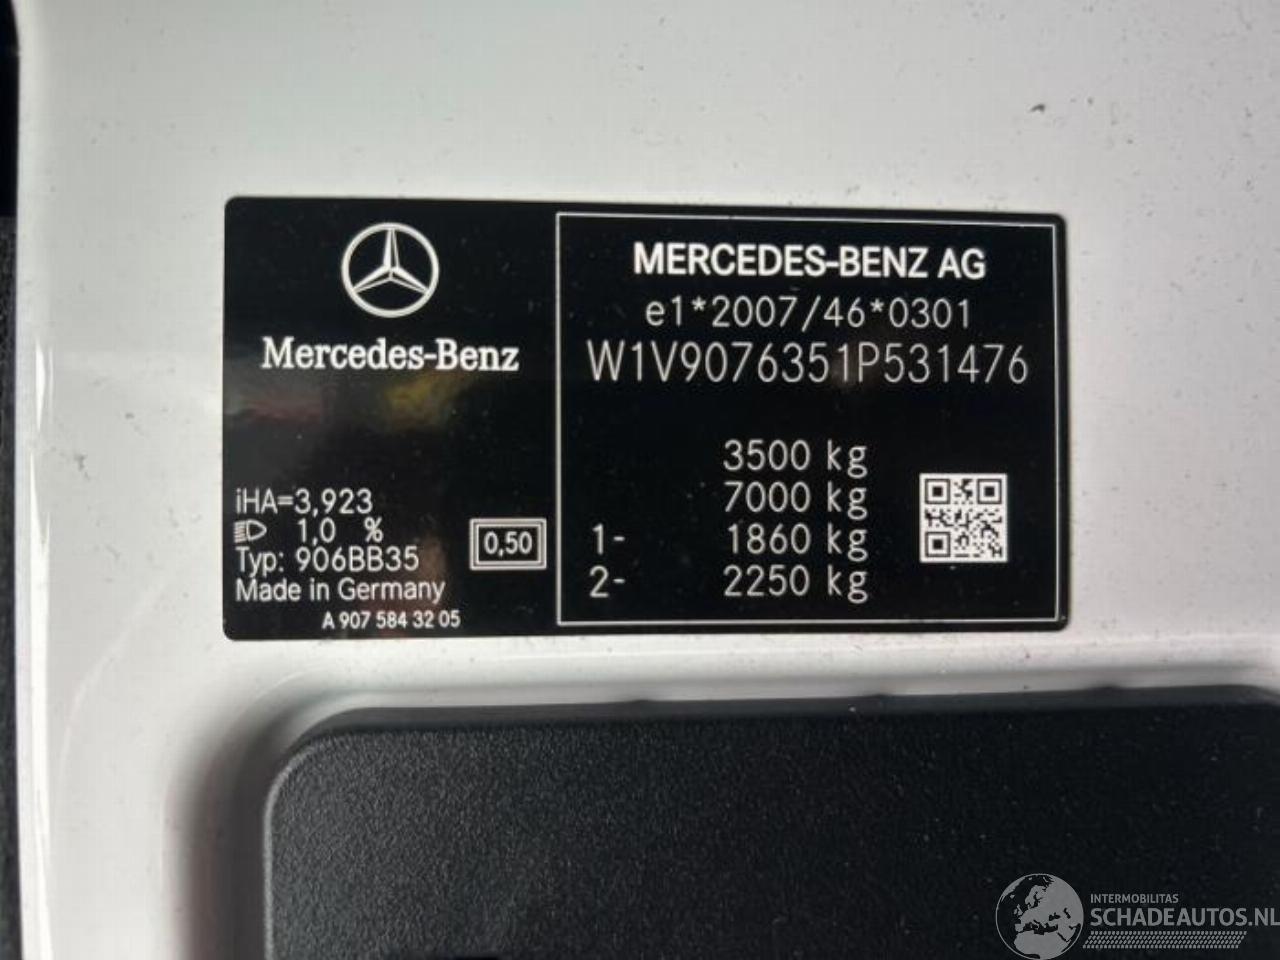 Mercedes-Benz
iHA=3,923
1,0 %
Typ: 906BB35
Made in Germany
A 907 584 32 05
0,50
MERCEDES-BENZ AG
e1*2007/46*0301
W1V9076351P531476
3500 kg
7000 kg
1- 1860 kg
2- 2250 kg
INTERMOBILITAS
SCHADEAUTOS.NL